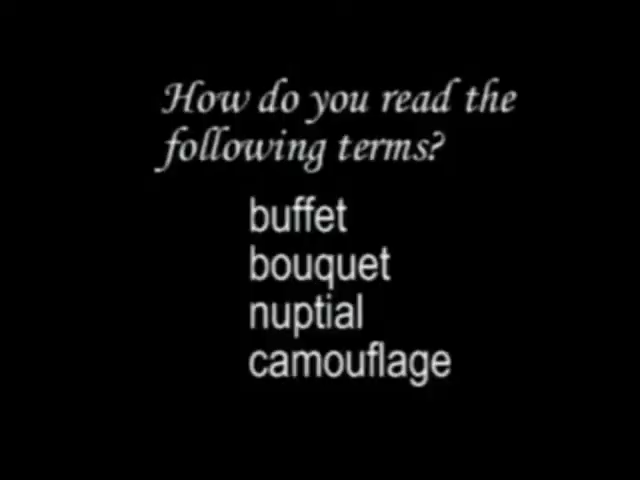 How do you read the
following terms?
buffet
bouquet
nuptial
camouflage